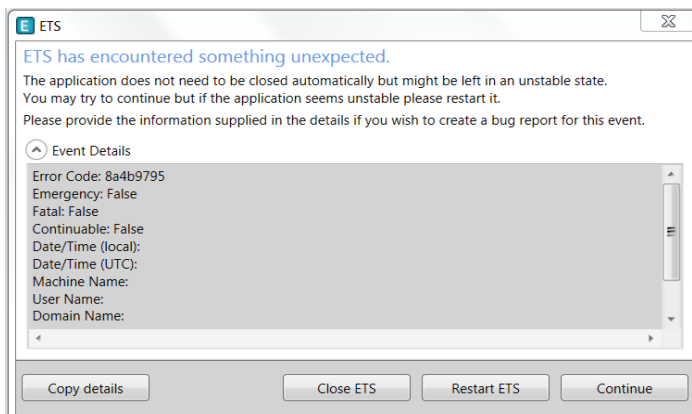 E ETS
ETS has encountered something unexpected.
The application does not need to be closed automatically but might be left in an unstable state.
You may try to continue but if the application seems unstable please restart it.
Please provide the information supplied in the details if you wish to create a bug report for this event.
Event Details
Error Code: 8a4b9795
Emergency: False
Fatal: False
Continuable: False
Date/Time (local):
Date/Time (UTC):
Machine Name:
User Name:
Domain Name:
Copy details Close ETS Restart ETS Continue